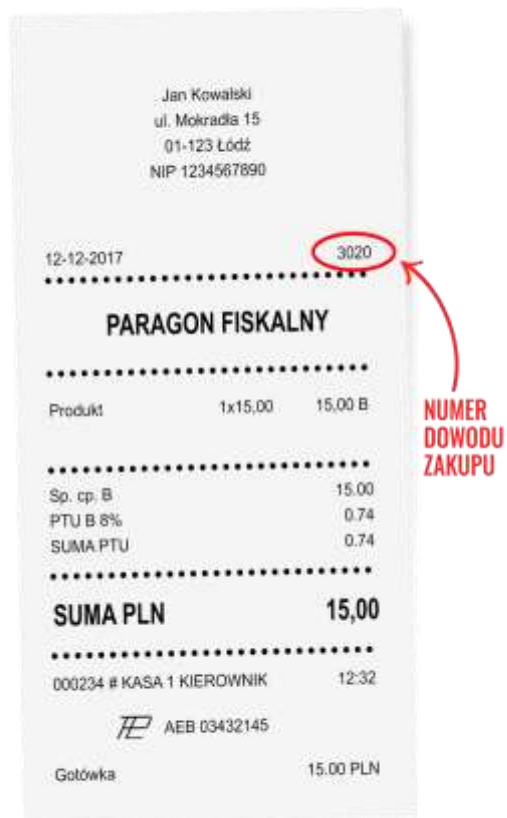 Jan Kowalski
ul. Mokradła 15
01-123 Łódź
NIP 1234567890
12-12-2017 3020
PARAGON FISKALNY
Produkt 1x15,00 15,00 B
Sp. cp. B 15.00
PTU B 8% 0.74
SUMA PTU 0.74
SUMA PLN 15,00
000234 # KASA 1 KIEROWNIK 12:32
AEB 03432145
Gotówka 15.00 PLN
NUMER
DOWODU
ZAKUPU